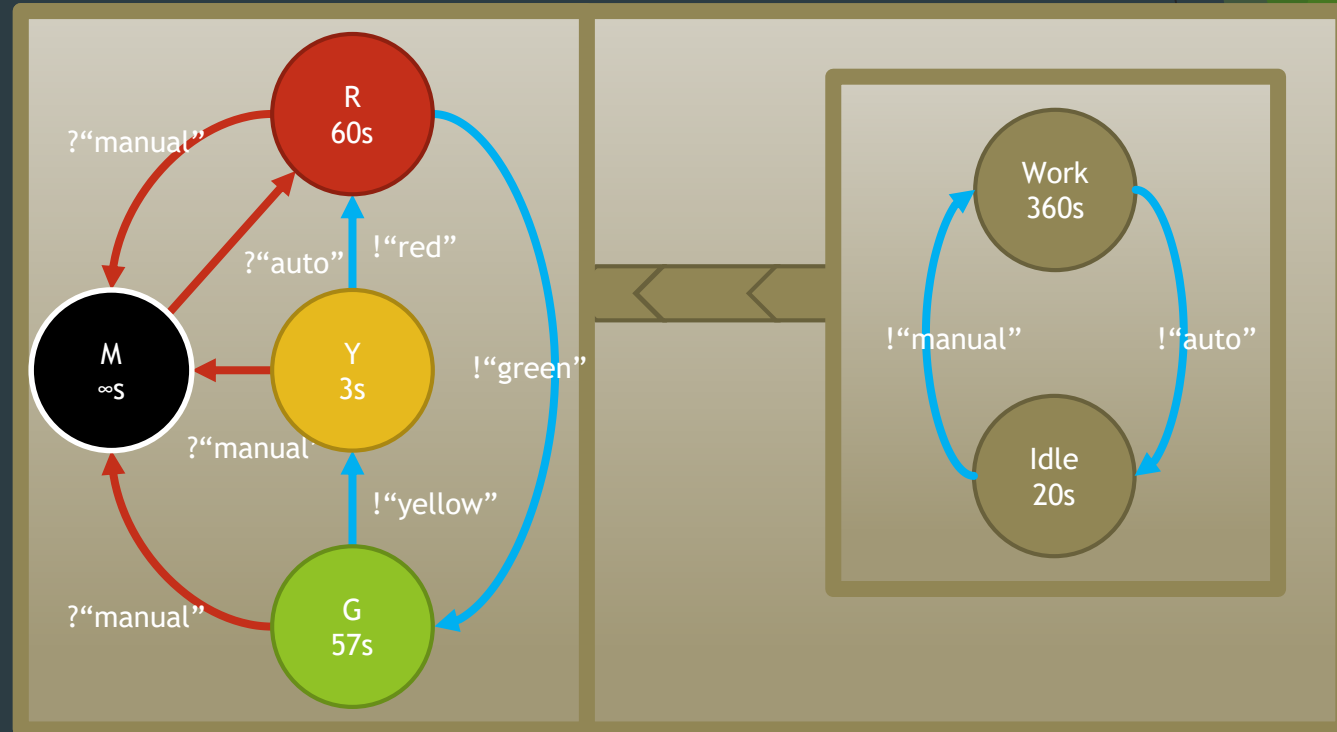 R
60s
?“manual”
?“auto”
!“red”
M
∞s
Y
3s
!“green”
?“manual”
!“yellow”
?“manual”
G
57s
Work
360s
!“manual”
!“auto”
Idle
20s